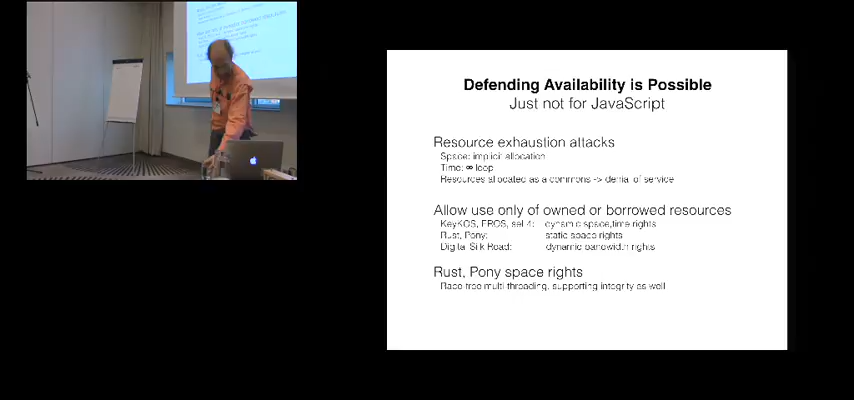 Defending Availability is Possible
Just not for JavaScript
Resource exhaustion attacks
Space: implicit allocation
Time: ∞ loop
Resources allocated as a commons -> denial of service
Allow use only of owned or borrowed resources
KeyKOS, EROS, seL4: dynamic space,time rights
Rust, Pony: static space rights
Digital Silk Road: dynamic bandwidth rights
Rust, Pony space rights
Race-free multi-threading, supporting integrity as well